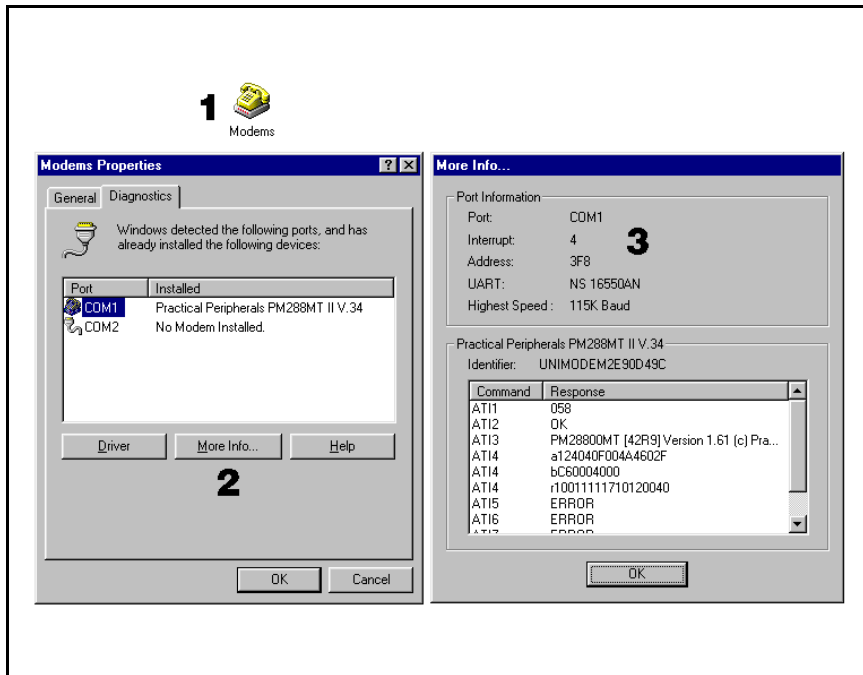 1
Modems
Modems Properties
General Diagnostics
Windows detected the following ports, and has
already installed the following devices:
Port Installed
COM1 Practical Peripherals PM288MT II V.34
COM2 No Modem Installed.
Driver More Info... Help
2
OK Cancel
More Info...
Port Information
Port: COM1
Interrupt: 4
3
Address: 3F8
UART: NS 16550AN
Highest Speed : 115K Baud
Practical Peripherals PM288MT II V.34
Identifier: UNIMODEM2E90D49C
Command Response
ATI1 058
ATI2 OK
ATI3 PM28800MT [42R9] Version 1.61 (c) Pra...
ATI4 a124040F004A4602F
ATI4 bC60004000
ATI4 r10011111710120040
ATI5 ERROR
ATI6 ERROR
ATI7 ERROR
OK